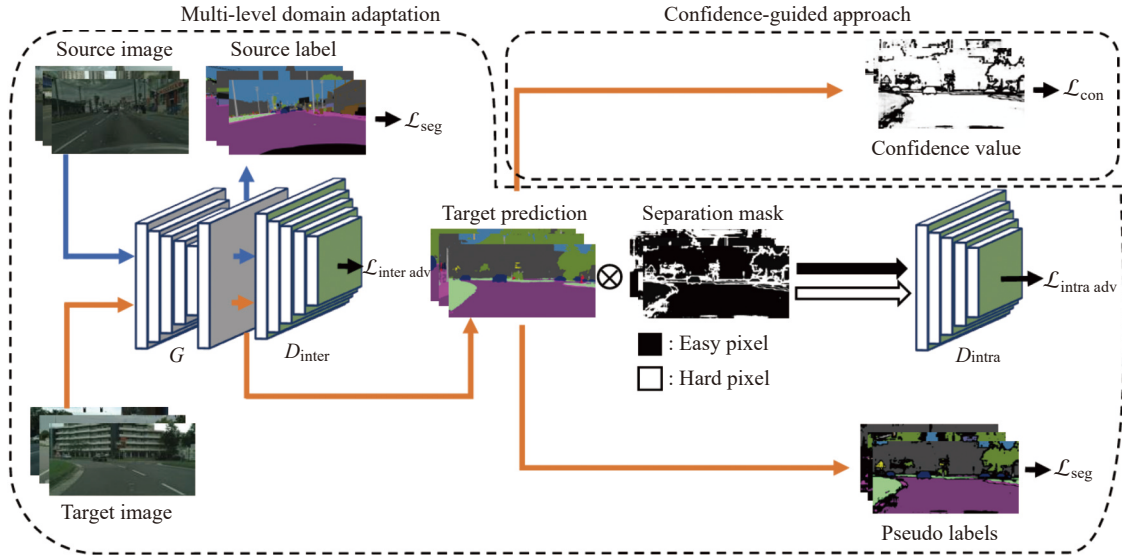 Multi-level domain adaptation
Confidence-guided approach
Source image
Source label
ℒseg
ℒcon
Confidence value
Target prediction
Separation mask
ℒinter adv
ℒintra adv
G
Dinter
Dintra
: Easy pixel
: Hard pixel
Target image
ℒseg
Pseudo labels